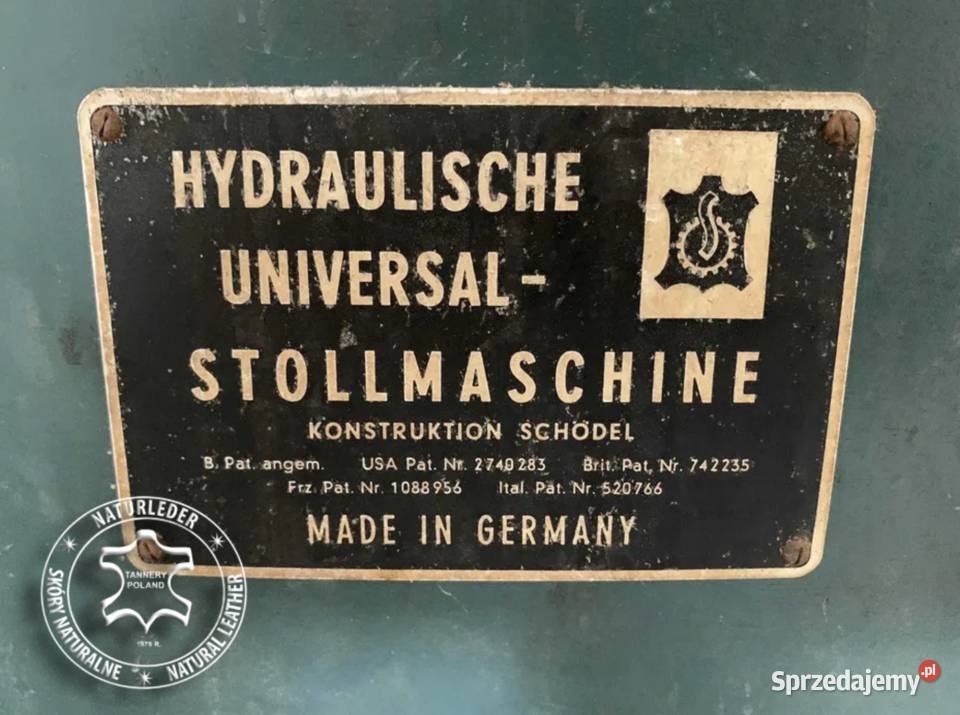 HYDRAULISCHE
UNIVERSAL-
STOLLMASCHINE
KONSTRUKTION SCHÖDEL
B. Pat. angem. USA Pat. Nr. 2740283 Brit. Pat. Nr. 742235
Frz. Pat. Nr. 1088956 Ital. Pat. Nr. 520766
MADE IN GERMANY
NATURLEDER
TANNERY
POLAND
1978 R.
SKÓRY NATURALNE
NATURAL LEATHER
Sprzedajemy.pl